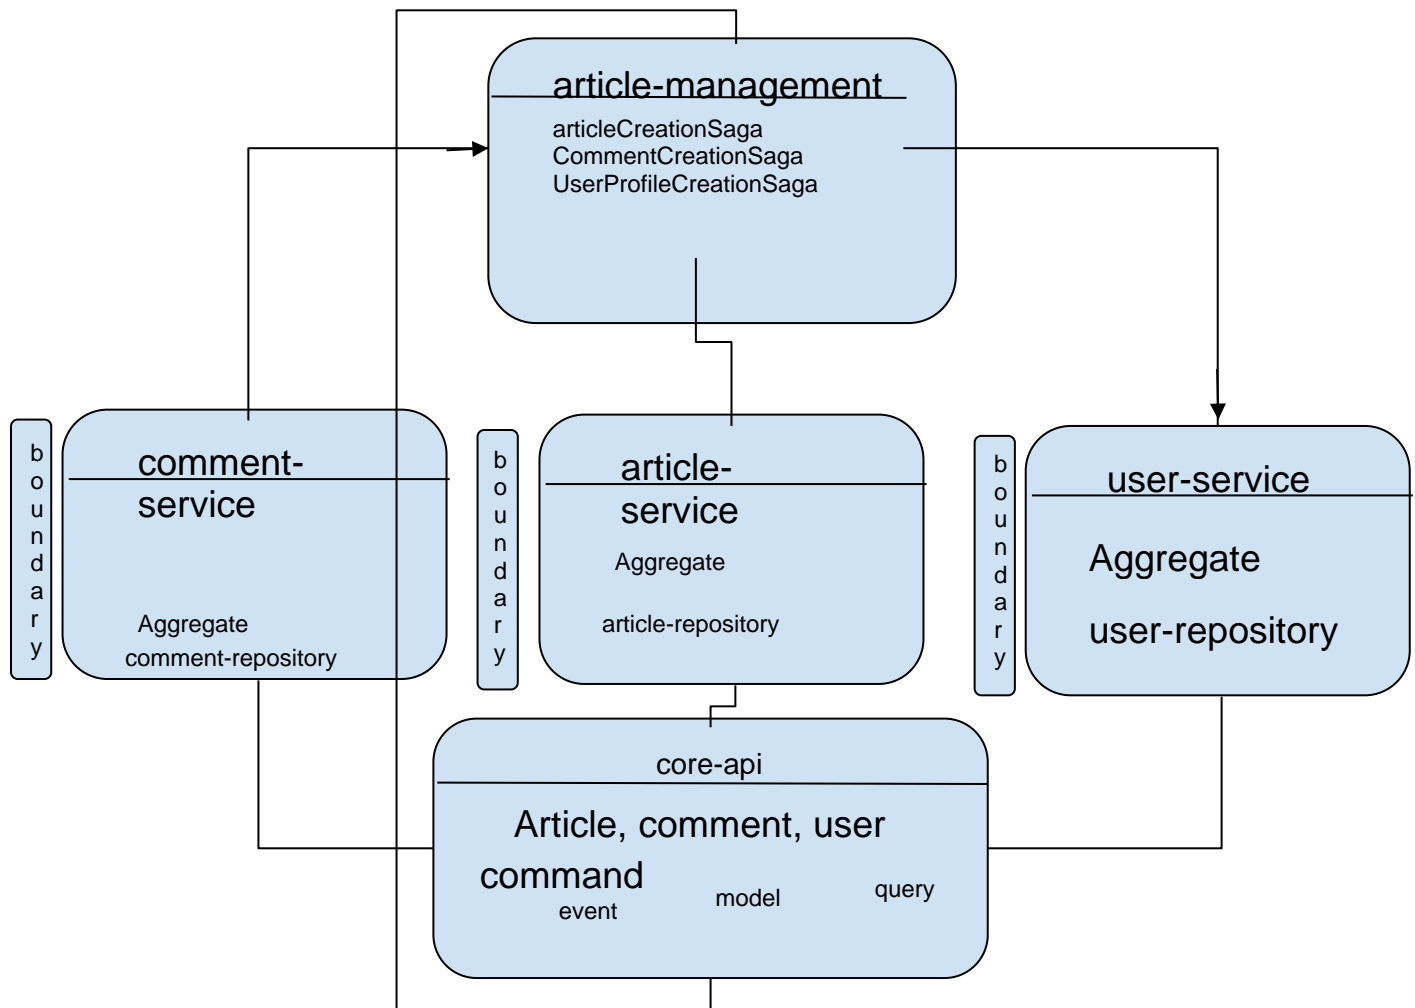 article-management
articleCreationSaga
CommentCreationSaga
UserProfileCreationSaga
b
o
u
n
d
a
r
y
comment-
service
Aggregate
comment-repository
b
o
u
n
d
a
r
y
article-
service
Aggregate
article-repository
b
o
u
n
d
a
r
y
user-service
Aggregate
user-repository
core-api
Article, comment, user
command
event
model
query